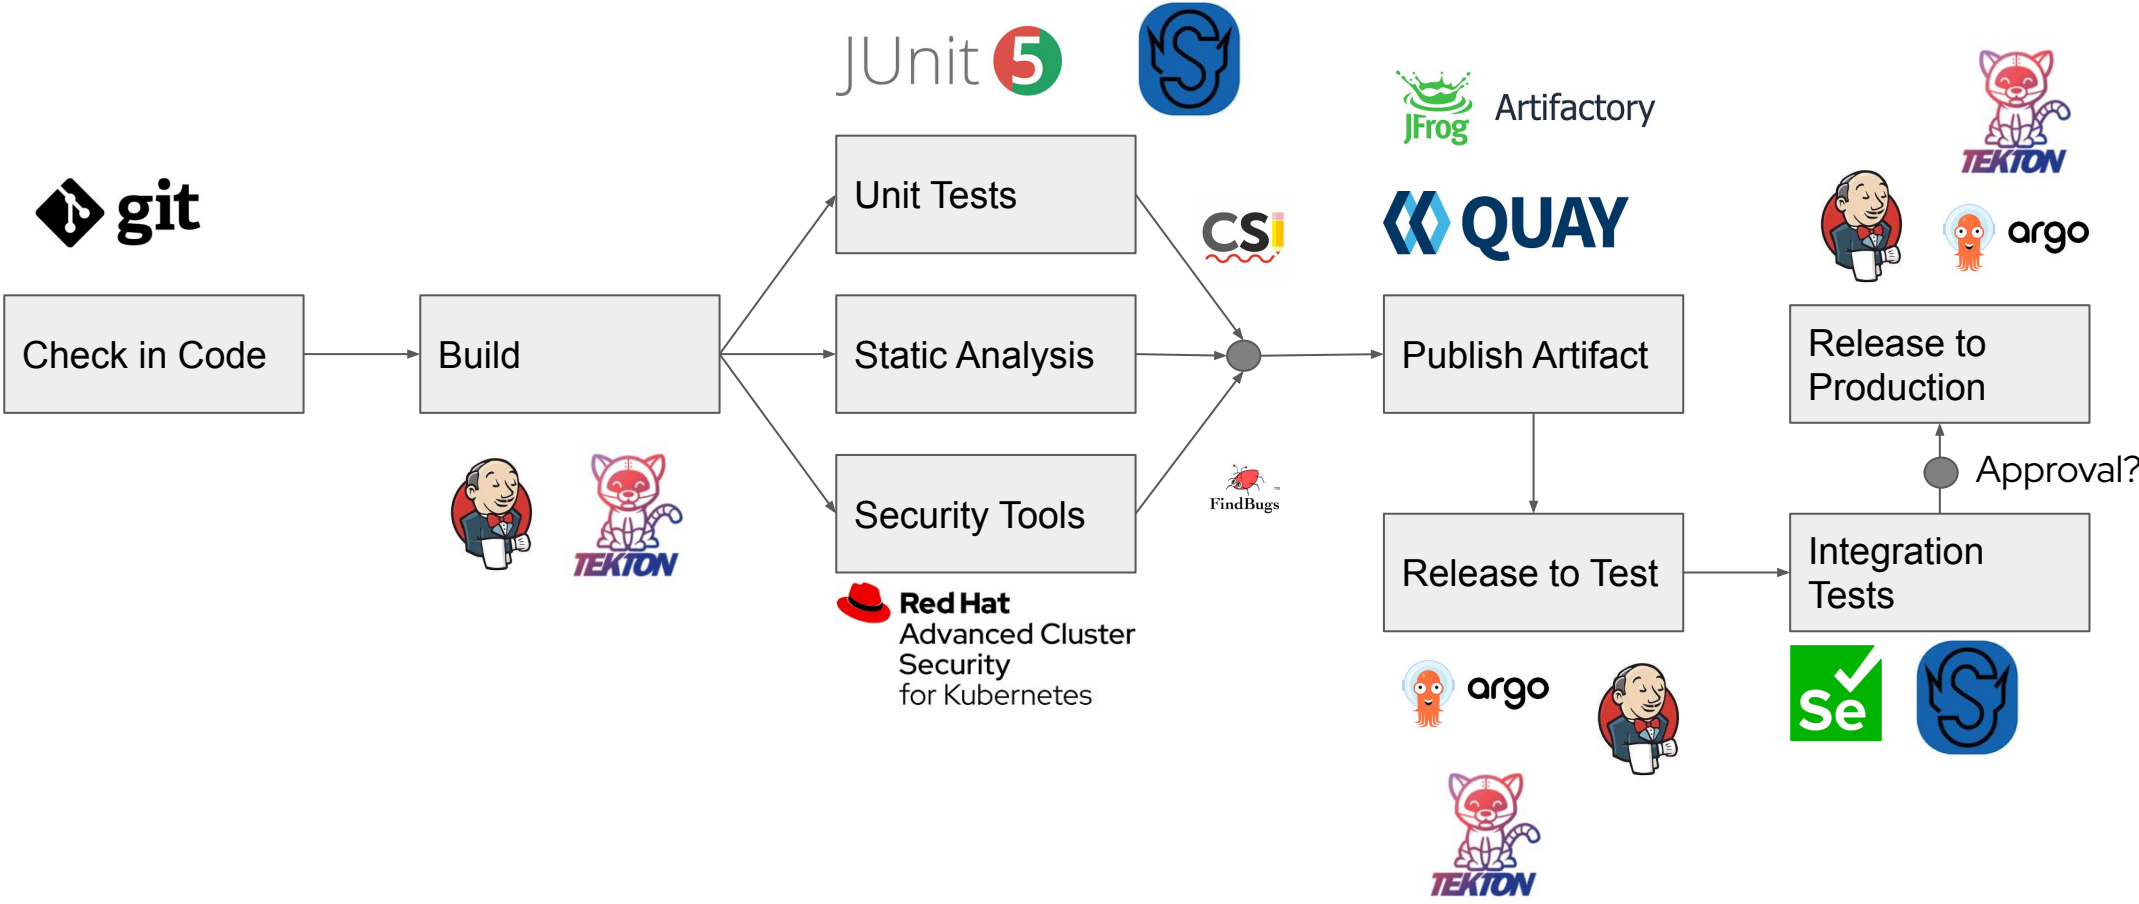 JUnit 5
S
JFrog
Artifactory
TEKTON
git
Unit Tests
CSi
QUAY
argo
Check in Code
Build
Static Analysis
Publish Artifact
Release to
Production
Approval?
FindBugs
TEKTON
Security Tools
Release to Test
Integration
Tests
Red Hat
Advanced Cluster
Security
for Kubernetes
argo
Se
S
TEKTON